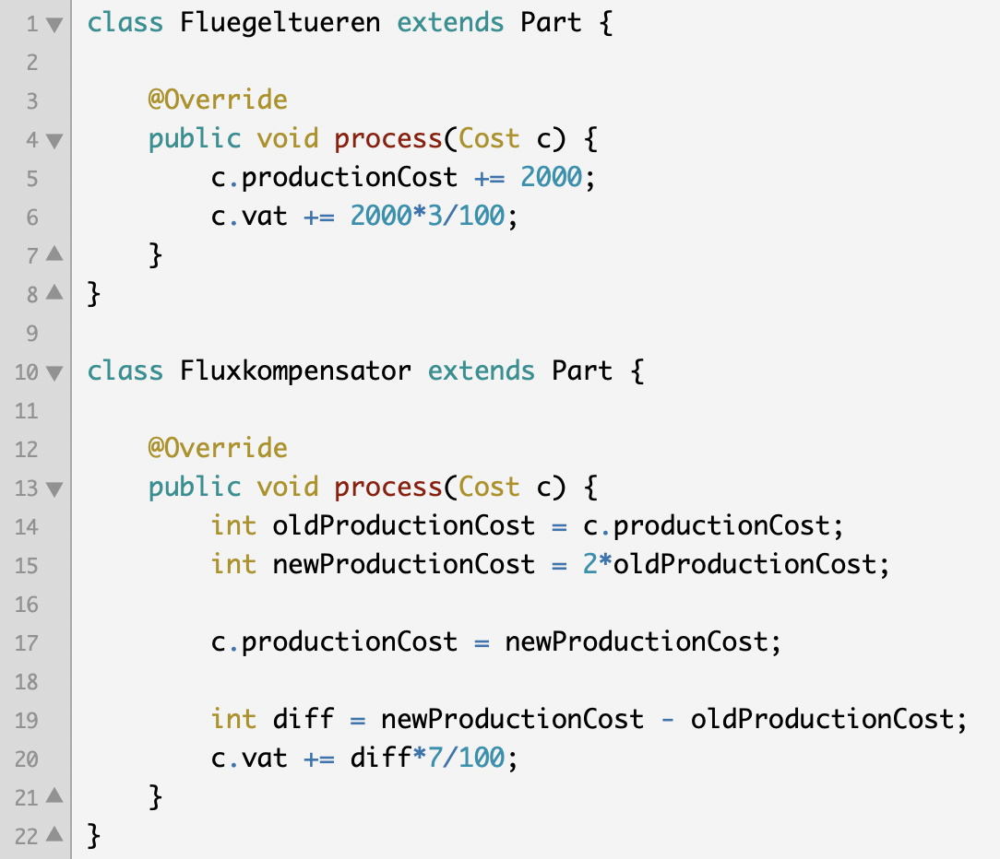 1 class Fluegeltueren extends Part {
2
3     @Override
4     public void process(Cost c) {
5         c.productionCost += 2000;
6         c.vat += 2000*3/100;
7     }
8 }
9
10 class Fluxkompensator extends Part {
11
12     @Override
13     public void process(Cost c) {
14         int oldProductionCost = c.productionCost;
15         int newProductionCost = 2*oldProductionCost;
16
17         c.productionCost = newProductionCost;
18
19         int diff = newProductionCost - oldProductionCost;
20         c.vat += diff*7/100;
21     }
22 }